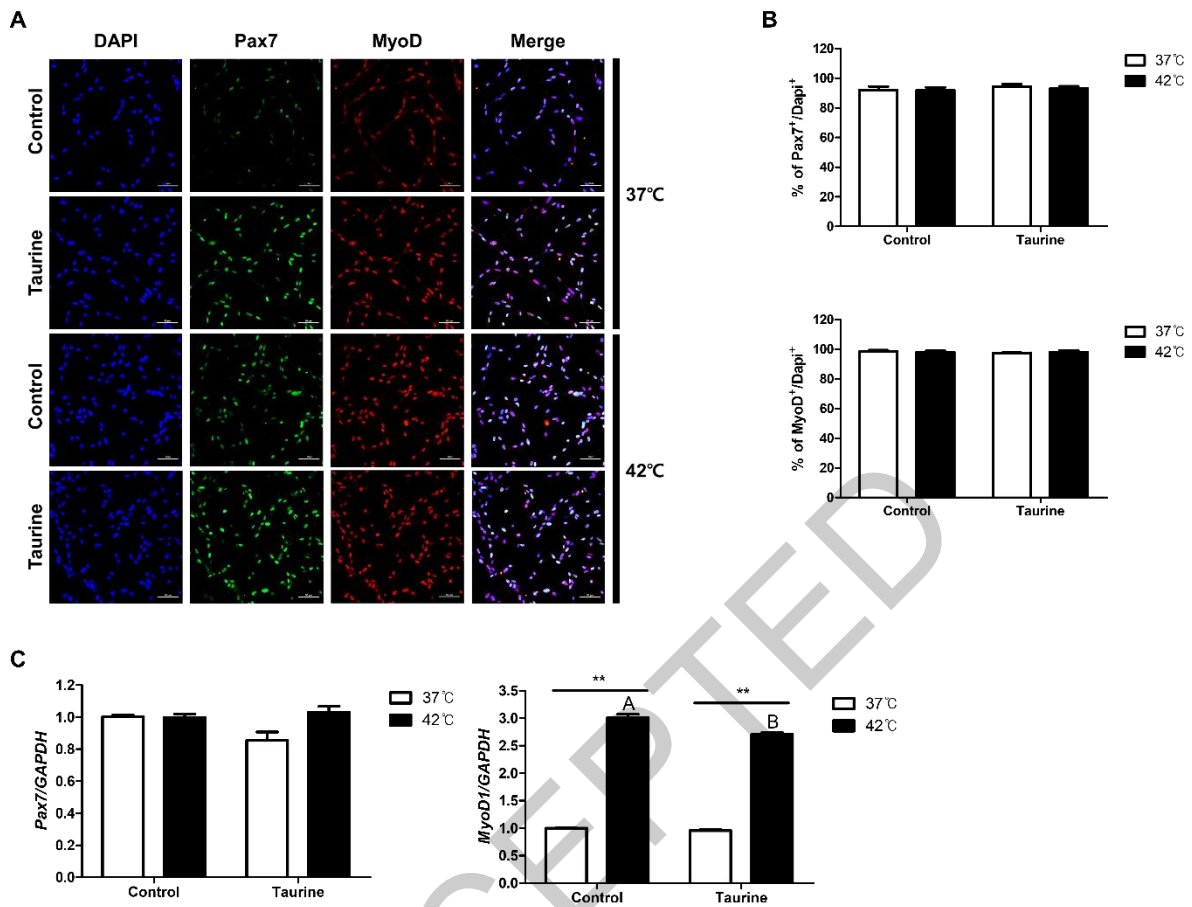 A
DAPI Pax7 MyoD Merge
Control
Taurine
37℃
Control
Taurine
42℃
B
% of Pax7+/Dapi+
120
100
80
60
40
20
0
Control Taurine
37℃
42℃
% of MyoD+/Dapi+
120
100
80
60
40
20
0
Control Taurine
37℃
42℃
C
Pax7/GAPDH
1.2
1.0
0.8
0.6
0.4
0.2
0.0
Control Taurine
37℃
42℃
MyoD1/GAPDH
3.5
3.0
2.5
2.0
1.5
1.0
0.5
0.0
** **
A
B
Control Taurine
37℃
42℃
CEPTED